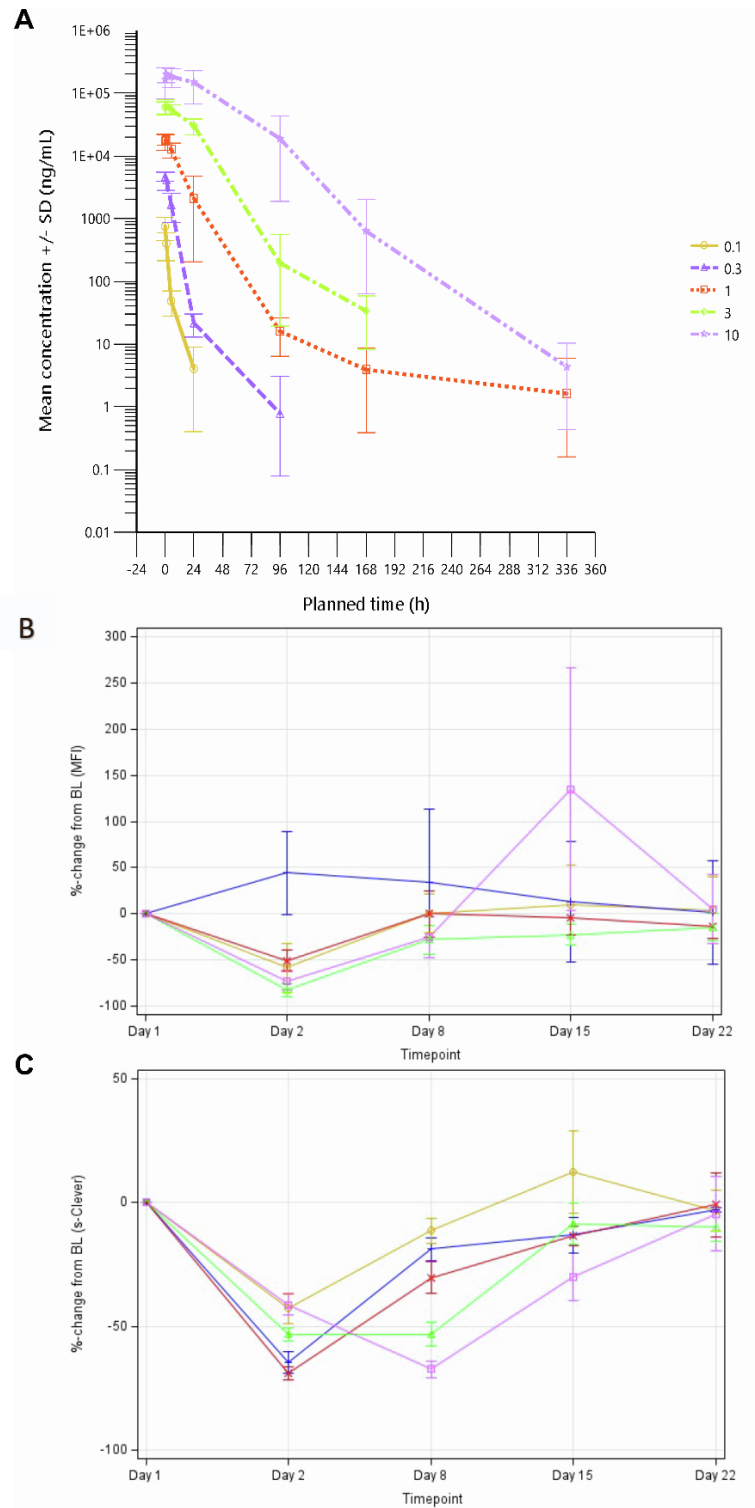 A
Mean concentration +/- SD (ng/mL)
1E+06
1E+05
1E+04
1000
100
10
1
0.1
0.01
-24 0 24 48 72 96 120 144 168 192 216 240 264 288 312 336 360
Planned time (h)
0.1
0.3
1
3
10
B
%-change from BL (MFI)
300
250
200
150
100
50
0
-50
-100
Day 1 Day 2 Day 8 Day 15 Day 22
Timepoint
C
%-change from BL (s-Clever)
50
0
-50
-100
Day 1 Day 2 Day 8 Day 15 Day 22
Timepoint